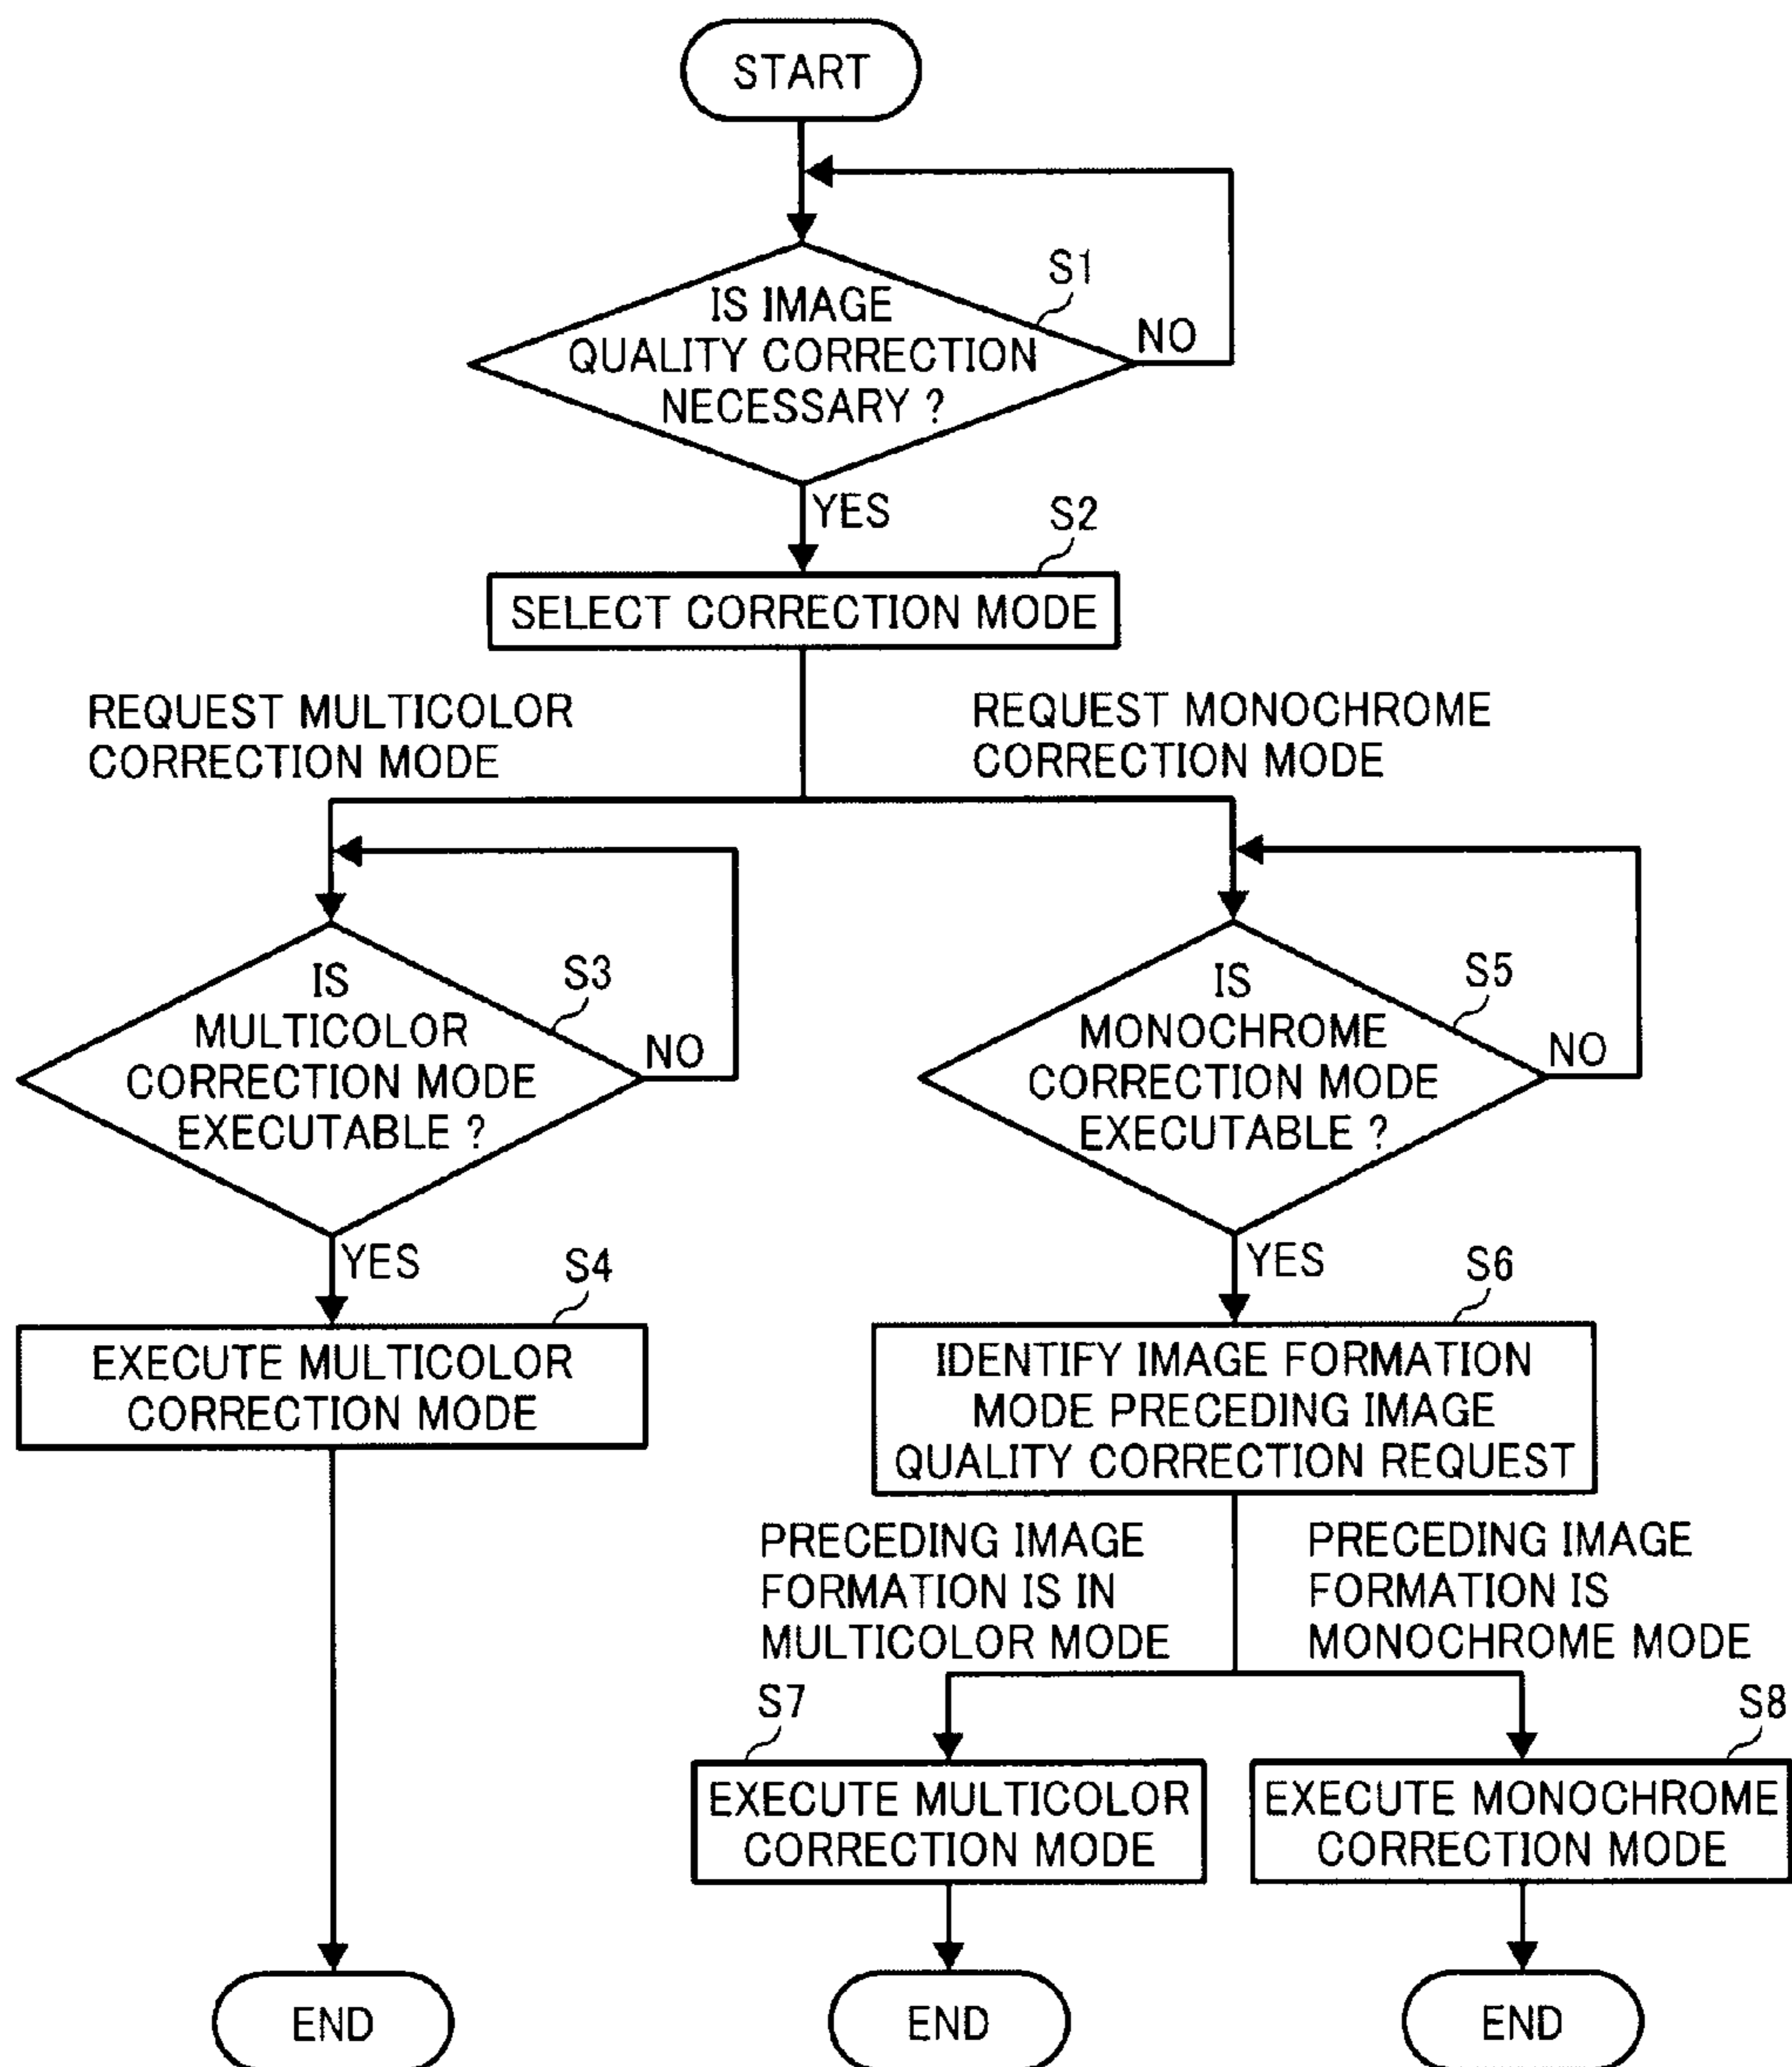 START
S1
IS IMAGE
QUALITY CORRECTION
NECESSARY ?
NO
YES
S2
SELECT CORRECTION MODE
REQUEST MULTICOLOR
CORRECTION MODE
REQUEST MONOCHROME
CORRECTION MODE
S3
IS
MULTICOLOR
CORRECTION MODE
EXECUTABLE ?
NO
YES
S4
EXECUTE MULTICOLOR
CORRECTION MODE
END
S5
IS
MONOCHROME
CORRECTION MODE
EXECUTABLE ?
NO
YES
S6
IDENTIFY IMAGE FORMATION
MODE PRECEDING IMAGE
QUALITY CORRECTION REQUEST
PRECEDING IMAGE
FORMATION IS IN
MULTICOLOR MODE
PRECEDING IMAGE
FORMATION IS
MONOCHROME MODE
S7
EXECUTE MULTICOLOR
CORRECTION MODE
END
S8
EXECUTE MONOCHROME
CORRECTION MODE
END